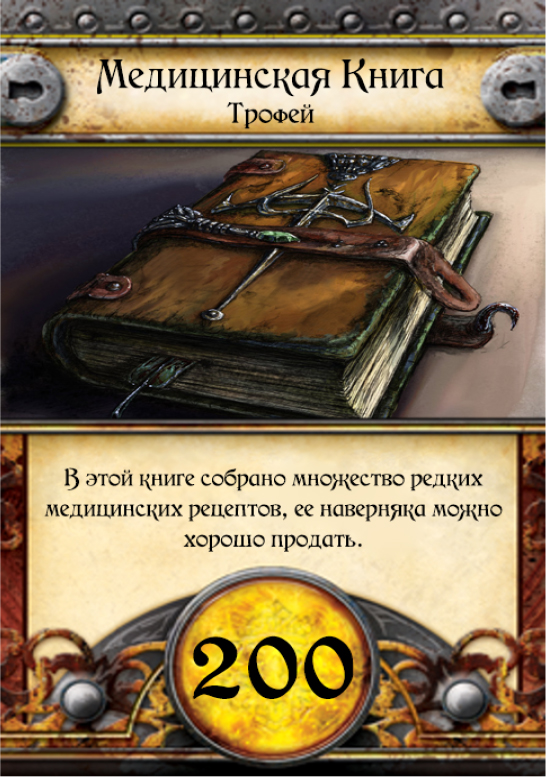 Медицинская Книга
Трофей
В этой книге собрано множество редких
медицинских рецептов, ее наверняка можно
хорошо продать.
200